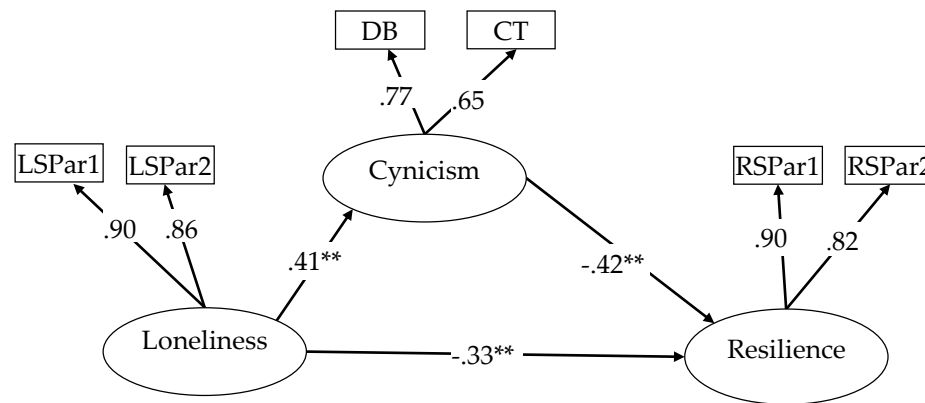 DB
CT
.77
.65
LSPar1
LSPar2
Cynicism
RSPar1
RSPar2
.90
.86
.90
.82
.41**
-.42**
Loneliness
Resilience
-.33**